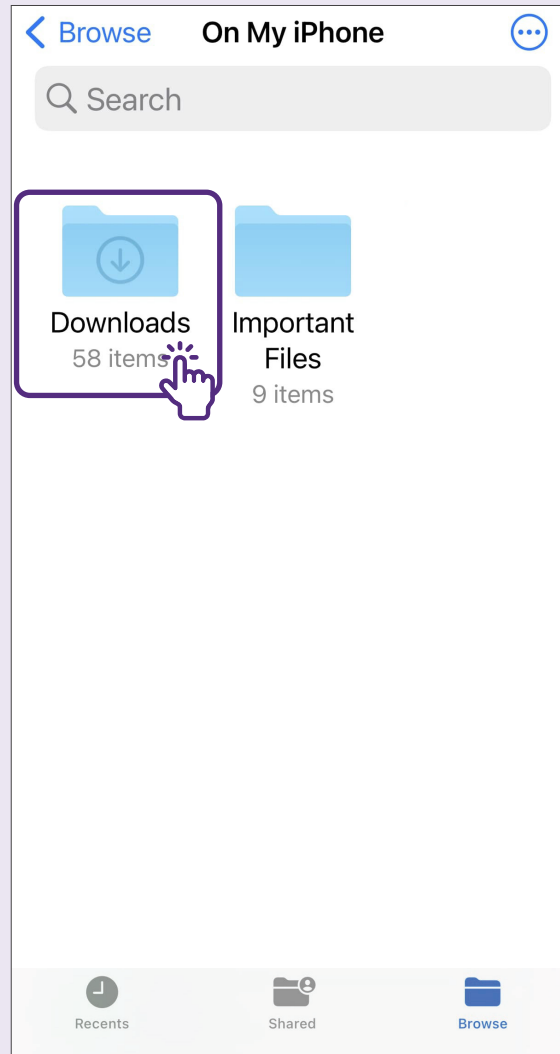 Browse
On My iPhone
Search
Downloads
58 items
Important
Files
9 items
Recents
Shared
Browse